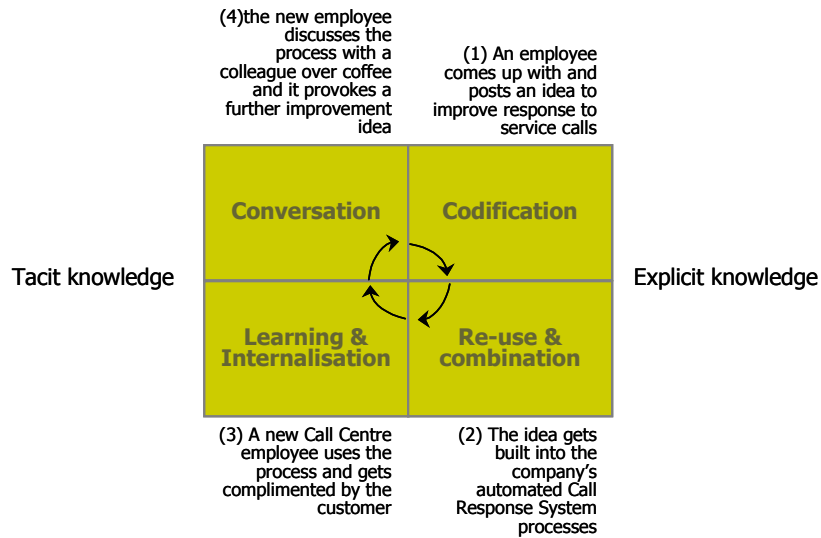 (4)the new employee
discusses the
process with a
colleague over coffee
and it provokes a
further improvement
idea
(1) An employee
comes up with and
posts an idea to
improve response to
service calls
Conversation
Codification
Tacit knowledge
Explicit knowledge
Learning &
Internalisation
Re-use &
combination
(3) A new Call Centre
employee uses the
process and gets
complimented by the
customer
(2) The idea gets
built into the
company’s
automated Call
Response System
processes